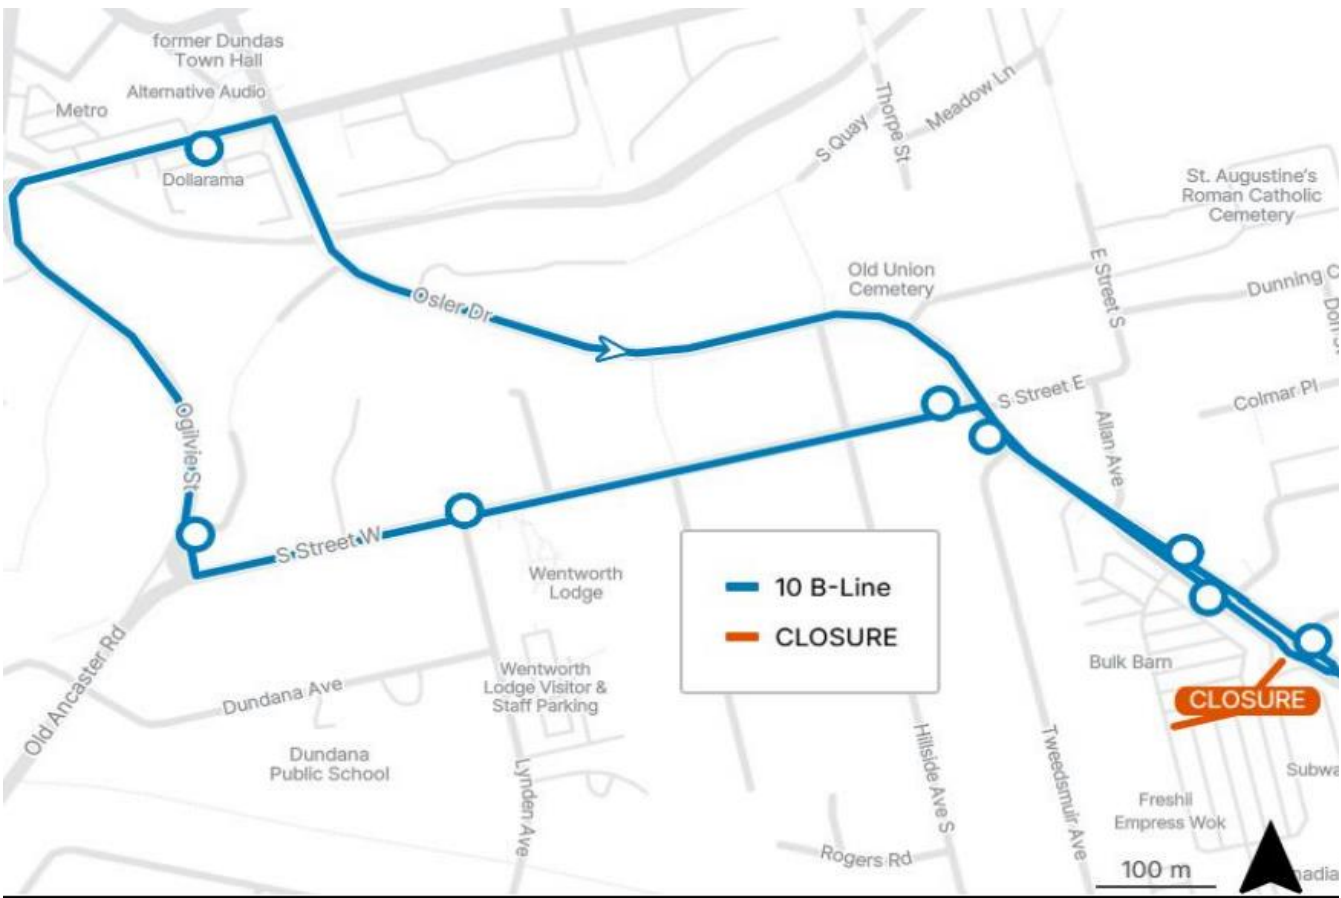 former Dundas
Town Hall
Alternative Audio
Metro
Dollarama
S Quay
Thorpe St
Meadow Ln
St. Augustine's
Roman Catholic
Cemetery
Old Union
Cemetery
E Street S
Dunning C
Osler Dr
S Street E
Colmar Pl
Allan Ave
Ogilvie St
S Street W
Wentworth
Lodge
10 B-Line
CLOSURE
Bulk Barn
CLOSURE
Wentworth
Lodge Visitor &
Staff Parking
Old Ancaster Rd
Dundana Ave
Dundana
Public School
Lynden Ave
Hillside Ave S
Tweedsmuir Ave
Subwa
Freshii
Empress Wok
Rogers Rd
100 m
nadia